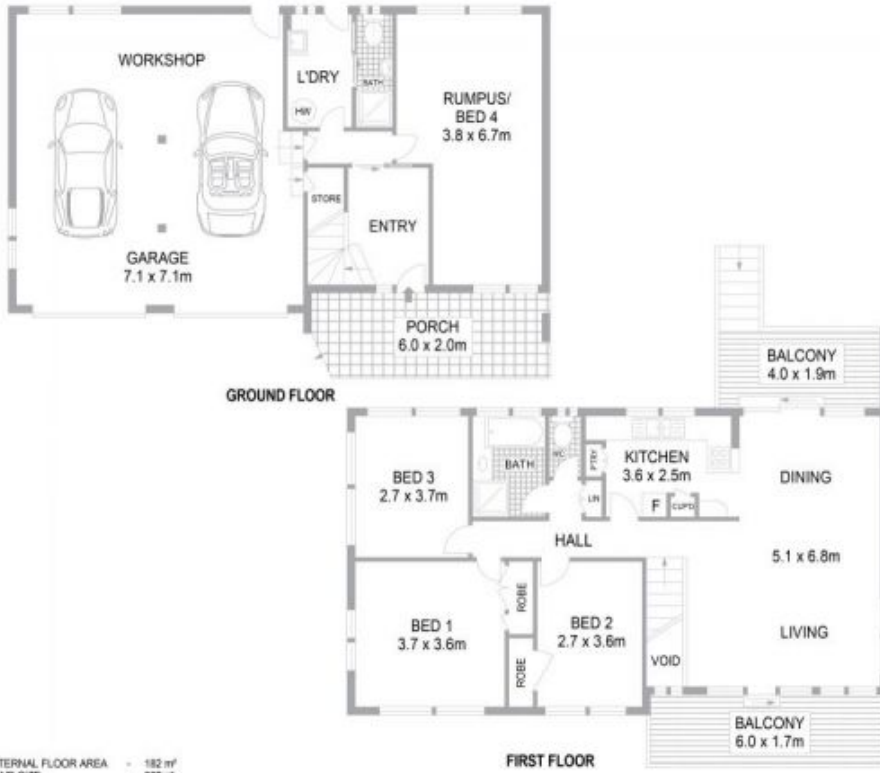 WORKSHOP
L'DRY
HW
BATH
RUMPUS/
BED 4
3.8 x 6.7m
STORE
ENTRY
GARAGE
7.1 x 7.1m
PORCH
6.0 x 2.0m
GROUND FLOOR
BALCONY
4.0 x 1.9m
BED 3
2.7 x 3.7m
BATH
WC
PTRY
KITCHEN
3.6 x 2.5m
LIN
F
CUPD
DINING
HALL
5.1 x 6.8m
BED 1
3.7 x 3.6m
ROBE
ROBE
BED 2
2.7 x 3.6m
VOID
LIVING
BALCONY
6.0 x 1.7m
FIRST FLOOR
TERNAL FLOOR AREA - 182 m²